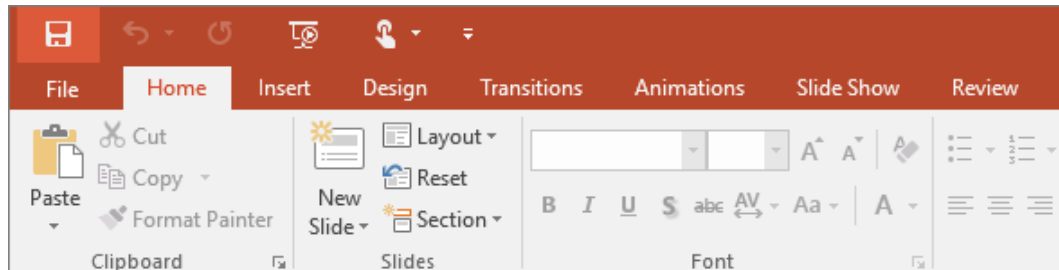 File Home Insert Design Transitions Animations Slide Show Review
Cut
Copy
Format Painter
Paste
Clipboard
New
Slide
Layout
Reset
Section
Slides
B I U S abc AV Aa A
Font